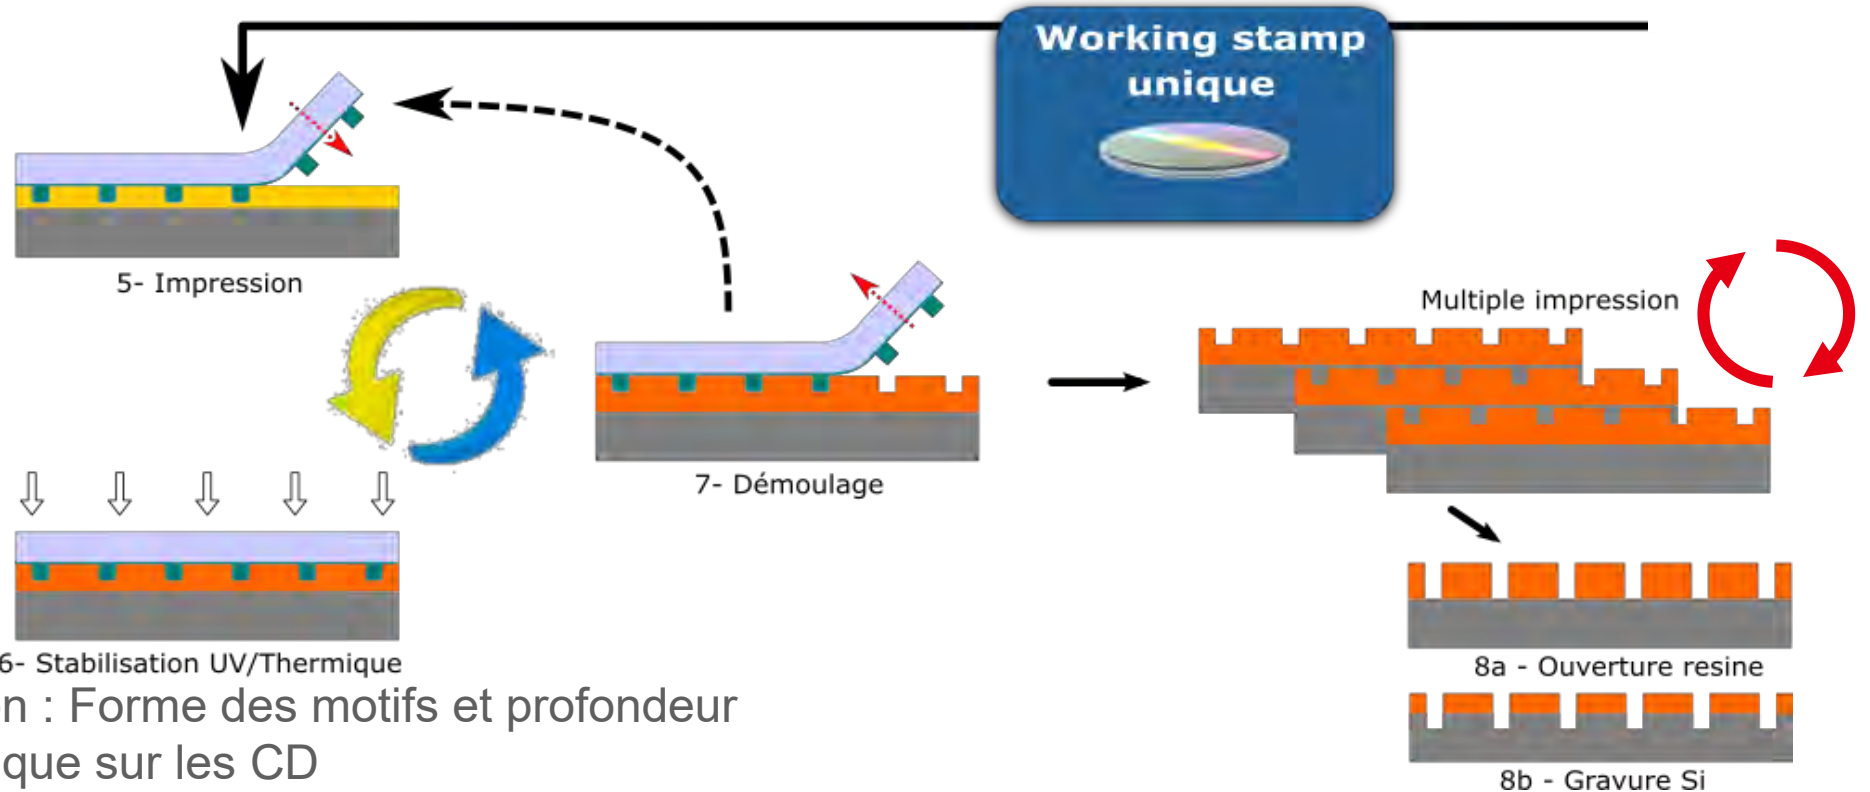 Working stamp
unique
5- Impression
Multiple impression
7- Démoulage
6- Stabilisation UV/Thermique
8a - Ouverture resine
: Forme des motifs et profondeur
que sur les CD
8b - Gravure Si